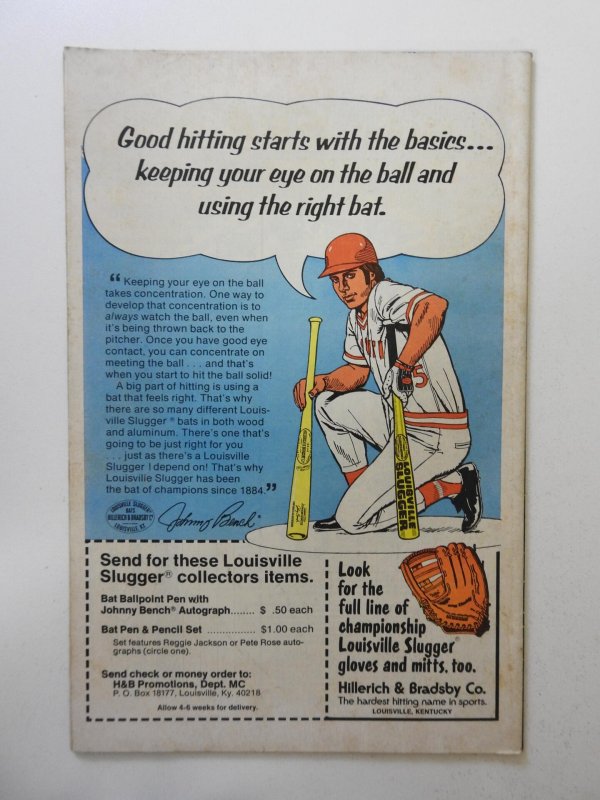 Good hitting starts with the basics...
keeping your eye on the ball and
using the right bat.
“ Keeping your eye on the ball
takes concentration. One way to
develop that concentration is to
always watch the ball, even when
it's being thrown back to the
pitcher. Once you have good eye
contact, you can concentrate on
meeting the ball . . . and that's
when you start to hit the ball solid!
A big part of hitting is using a
bat that feels right. That's why
there are so many different Louis-
ville Slugger® bats in both wood
and aluminum. There's one that's
going to be just right for you
. . . just as there's a Louisville
Slugger I depend on! That's why
Louisville Slugger has been
the bat of champions since 1884.”
LOUISVILLE SLUGGER
BATS
HILLERICH & BRADSBY Co
LOUISVILLE, KY.
Johnny Bench
5
LOUISVILLE
SLUGGER
Send for these Louisville
Slugger® collectors items.
Bat Ballpoint Pen with
Johnny Bench® Autograph....... $ .50 each
Bat Pen & Pencil Set ................ $1.00 each
Set features Reggie Jackson or Pete Rose auto-
graphs (circle one).
Send check or money order to:
H&B Promotions, Dept. MC
P. O. Box 18177, Louisville, Ky. 40218
Allow 4-6 weeks for delivery.
Look
for the
full line of
championship
Louisville Slugger®
gloves and mitts, too.
Hillerich & Bradsby Co.
The hardest hitting name in sports.
LOUISVILLE, KENTUCKY